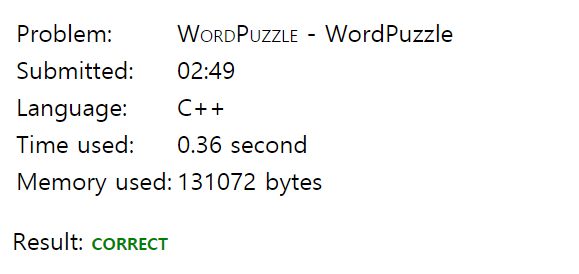 Problem: WORDPUZZLE - WordPuzzle
Submitted: 02:49
Language: C++
Time used: 0.36 second
Memory used: 131072 bytes
Result: CORRECT